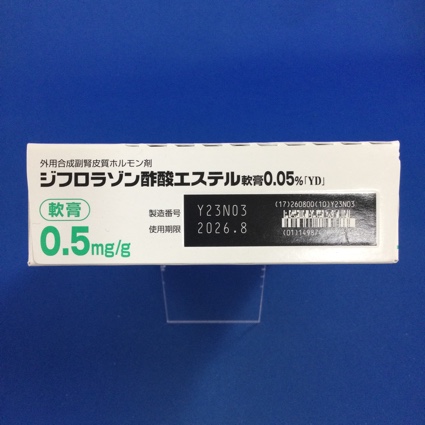 外用合成副腎皮質ホルモン剤
ジフロラゾン酢酸エステル軟膏0.05%「YD」
軟膏
0.5mg/g
製造番号 Y23N03
使用期限 2026.8
(17)260800(10)Y23N03